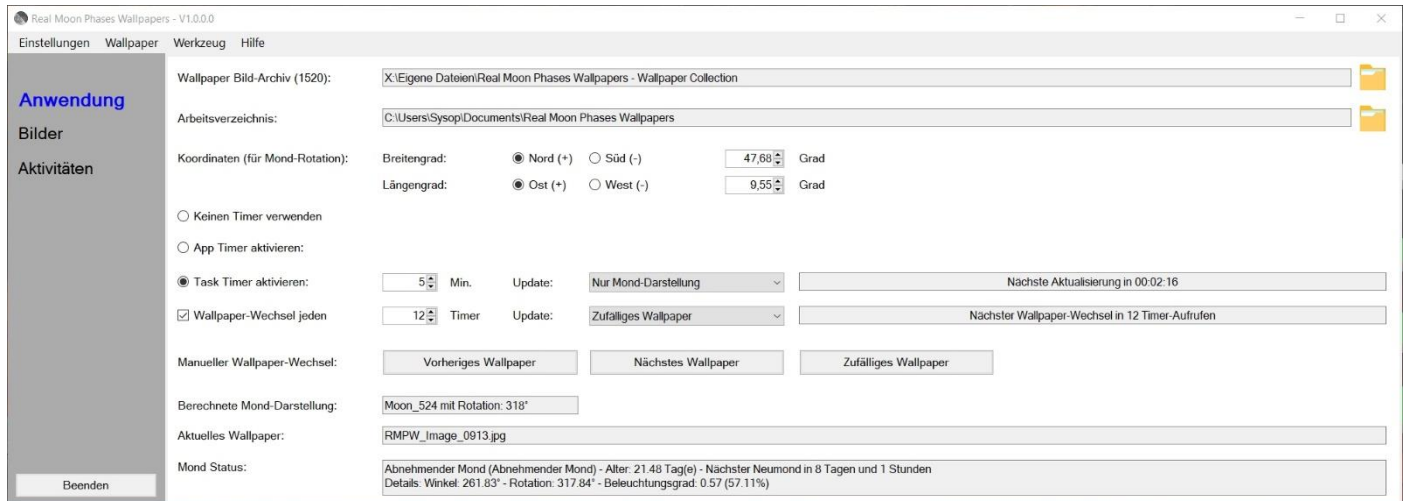 Real Moon Phases Wallpapers - V1.0.0.0
Einstellungen Wallpaper Werkzeug Hilfe
Anwendung
Bilder
Aktivitäten
Beenden
Wallpaper Bild-Archiv (1520): X:\Eigene Dateien\Real Moon Phases Wallpapers - Wallpaper Collection
Arbeitsverzeichnis: C:\Users\Sysop\Documents\Real Moon Phases Wallpapers
Koordinaten (für Mond-Rotation): Breitengrad: Nord (+) Süd (-) 47,68 Grad
Längengrad: Ost (+) West (-) 9,55 Grad
Keinen Timer verwenden
App Timer aktivieren:
Task Timer aktivieren: 5 Min. Update: Nur Mond-Darstellung Nächste Aktualisierung in 00:02:16
Wallpaper-Wechsel jeden 12 Timer Update: Zufälliges Wallpaper Nächster Wallpaper-Wechsel in 12 Timer-Aufrufen
Manueller Wallpaper-Wechsel: Vorheriges Wallpaper Nächstes Wallpaper Zufälliges Wallpaper
Berechnete Mond-Darstellung: Moon_524 mit Rotation: 318°
Aktuelles Wallpaper: RMPW_Image_0913.jpg
Mond Status: Abnehmender Mond (Abnehmender Mond) - Alter: 21.48 Tag(e) - Nächster Neumond in 8 Tagen und 1 Stunden
Details: Winkel: 261.83° - Rotation: 317.84° - Beleuchtungsgrad: 0.57 (57.11%)